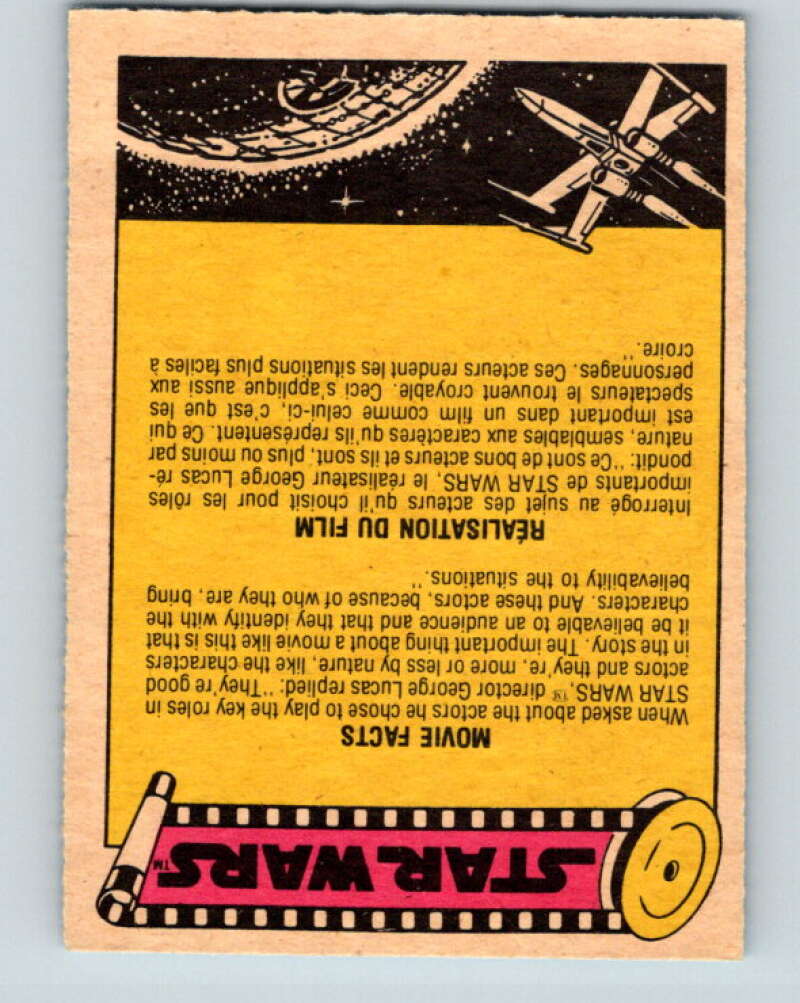 STAR WARS™
MOVIE FACTS
When asked about the actors he chose to play the key roles in
STAR WARS,™ director George Lucas replied: "They're good
actors and they're, more or less by nature, like the characters
in the story. The important thing about a movie like this is that
it be believable to an audience and that they identify with the
characters. And these actors, because of who they are, bring
believability to the situations."
RÉALISATION DU FILM
Interrogé au sujet des acteurs qu'il choisit pour les rôles
importants de STAR WARS, le réalisateur George Lucas ré-
pondit: "Ce sont de bons acteurs et ils sont, plus ou moins par
nature, semblables aux caractères qu'ils représentent. Ce qui
est important dans un film comme celui-ci, c'est que les
spectateurs le trouvent croyable. Ceci s'applique aussi aux
personnages. Ces acteurs rendent les situations plus faciles à
croire."